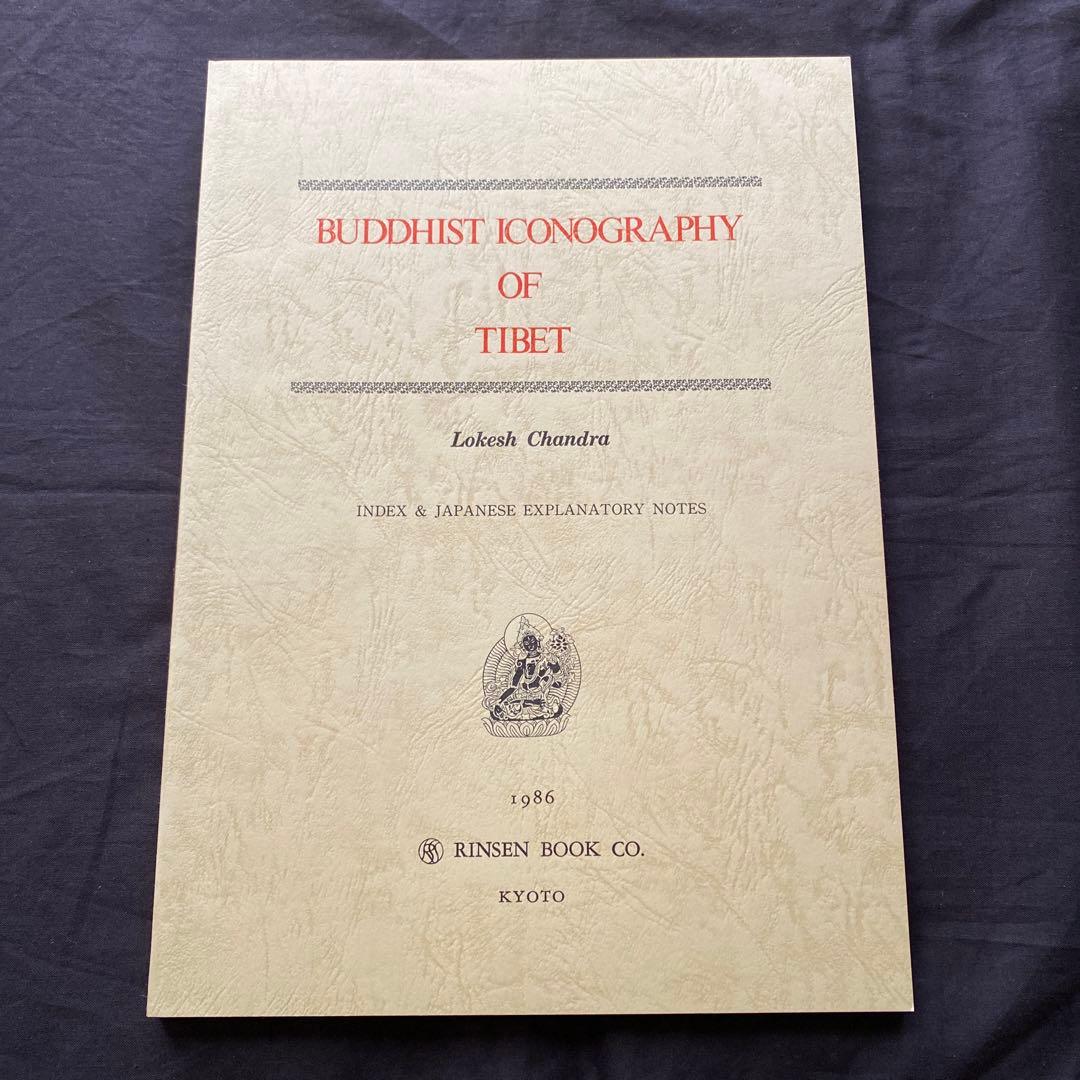 BUDDHIST ICONOGRAPHY
OF
TIBET
Lokesh Chandra
INDEX & JAPANESE EXPLANATORY NOTES
1986
RINSEN BOOK CO.
KYOTO